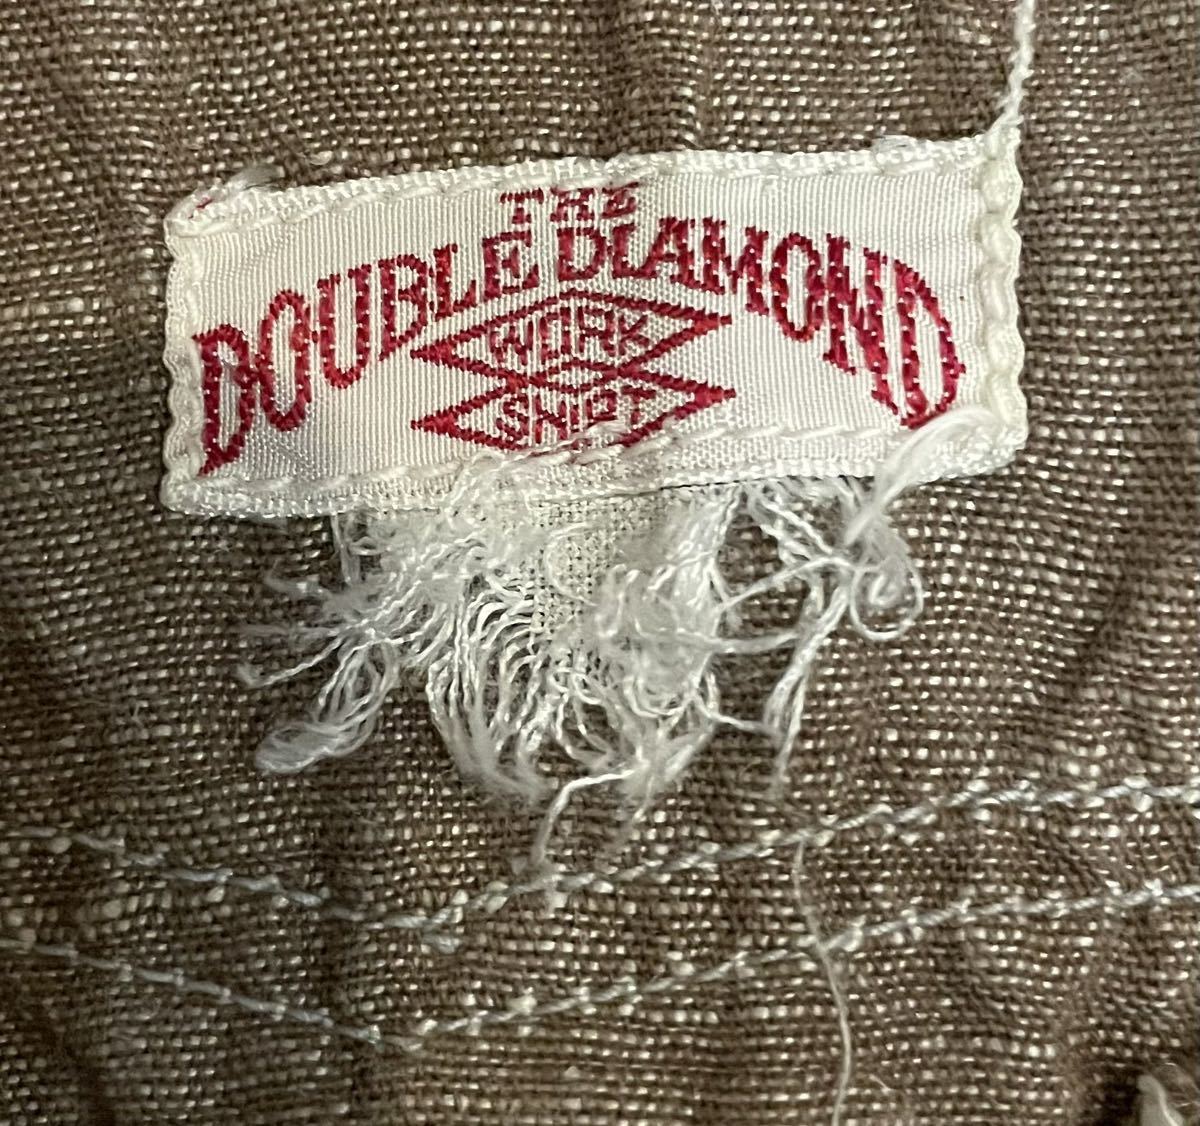 THE
DOUBLE DIAMOND
WORK
SHIRT